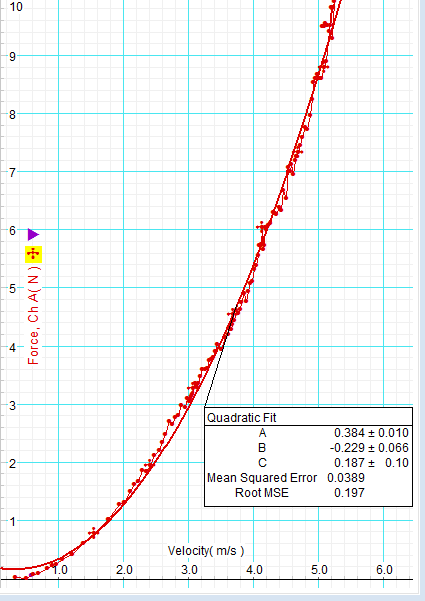 10
9
8
7
6
5
4
3
2
1
Force, Ch A( N )
Quadratic Fit
A 0.384 ± 0.010
B -0.229 ± 0.066
C 0.187 ± 0.10
Mean Squared Error 0.0389
Root MSE 0.197
Velocity( m/s )
1.0 2.0 3.0 4.0 5.0 6.0